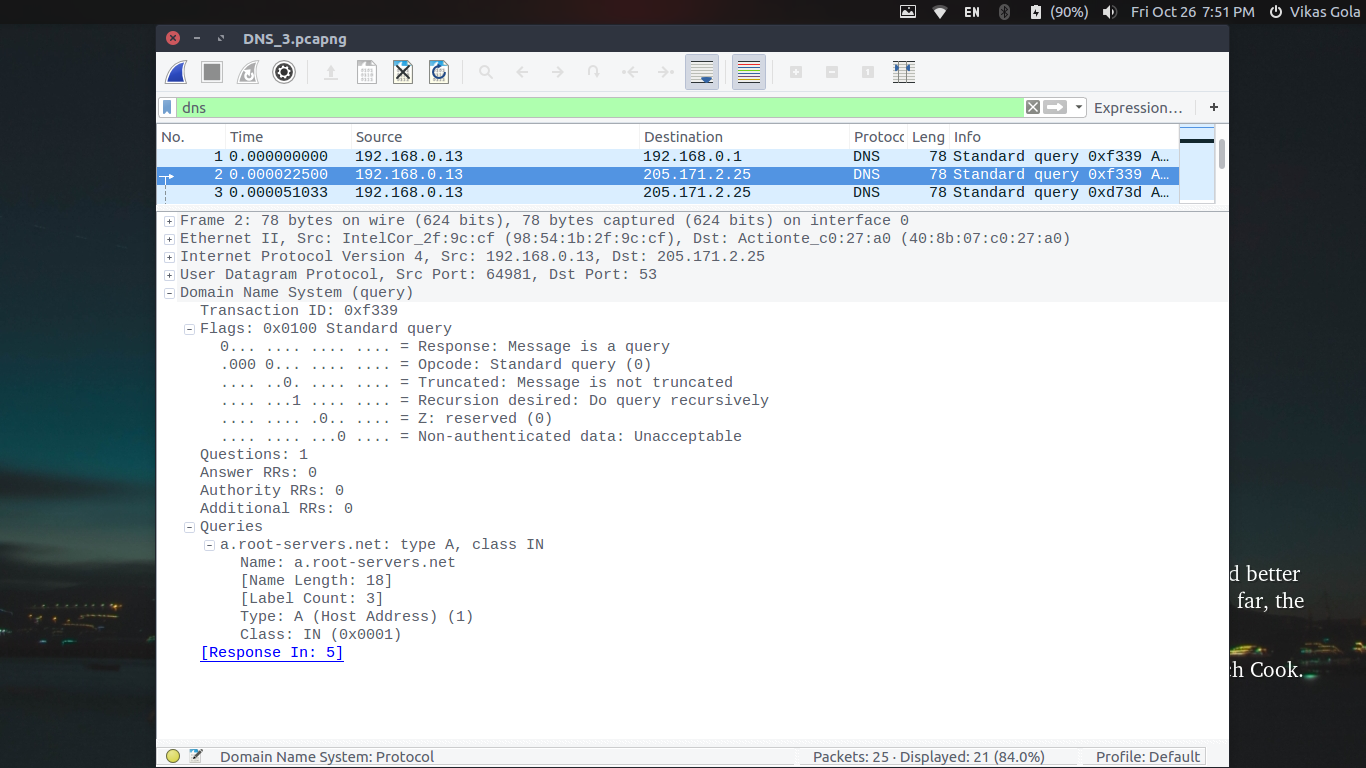 EN (90%) Fri Oct 26 7:51 PM Vikas Gola
DNS_3.pcapng
dns Expression… +
No. Time Source Destination Protoc Leng Info
1 0.000000000 192.168.0.13 192.168.0.1 DNS 78 Standard query 0xf339 A…
2 0.000022500 192.168.0.13 205.171.2.25 DNS 78 Standard query 0xf339 A…
3 0.000051033 192.168.0.13 205.171.2.25 DNS 78 Standard query 0xd73d A…
Frame 2: 78 bytes on wire (624 bits), 78 bytes captured (624 bits) on interface 0
Ethernet II, Src: IntelCor_2f:9c:cf (98:54:1b:2f:9c:cf), Dst: Actionte_c0:27:a0 (40:8b:07:c0:27:a0)
Internet Protocol Version 4, Src: 192.168.0.13, Dst: 205.171.2.25
User Datagram Protocol, Src Port: 64981, Dst Port: 53
Domain Name System (query)
Transaction ID: 0xf339
Flags: 0x0100 Standard query
0... .... .... .... = Response: Message is a query
.000 0... .... .... = Opcode: Standard query (0)
.... ..0. .... .... = Truncated: Message is not truncated
.... ...1 .... .... = Recursion desired: Do query recursively
.... .... .0.. .... = Z: reserved (0)
.... .... ...0 .... = Non-authenticated data: Unacceptable
Questions: 1
Answer RRs: 0
Authority RRs: 0
Additional RRs: 0
Queries
a.root-servers.net: type A, class IN
Name: a.root-servers.net
[Name Length: 18]
[Label Count: 3]
Type: A (Host Address) (1)
Class: IN (0x0001)
[Response In: 5]
better
far, the
Cook.
Domain Name System: Protocol Packets: 25 · Displayed: 21 (84.0%) Profile: Default